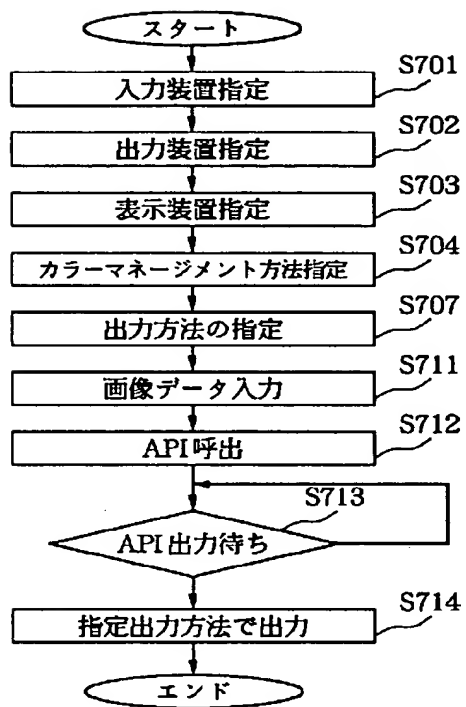 スタート
S701
入力装置指定
S702
出力装置指定
S703
表示装置指定
S704
カラーマネージメント方法指定
S707
出力方法の指定
S711
画像データ入力
S712
API呼出
S713
API出力待ち
S714
指定出力方法で出力
エンド